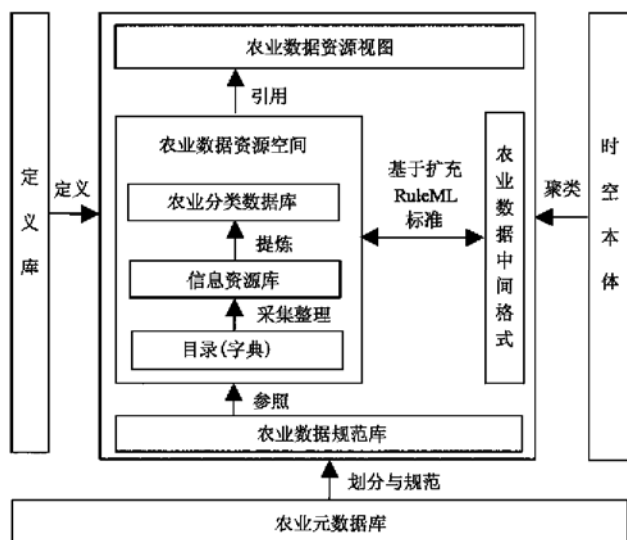 农业数据资源视图
引用
农业数据资源空间
农业分类数据库
提炼
信息资源库
采集整理
目录(字典)
参照
农业数据规范库
划分与规范
农业元数据库
定义库
定义
基于扩充
RuleML
标准
农业数据中间格式
聚类
时空本体